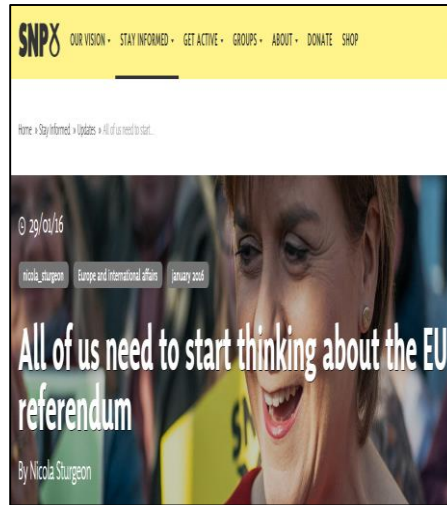 SNP OUR VISION STAY INFORMED GET ACTIVE GROUPS ABOUT DONATE SHOP
Home » Stay Informed » Updates » All of us need to start...
29/01/16
nicola_sturgeon Europe and international affairs january 2016
All of us need to start thinking about the EU
referendum
By Nicola Sturgeon
SN